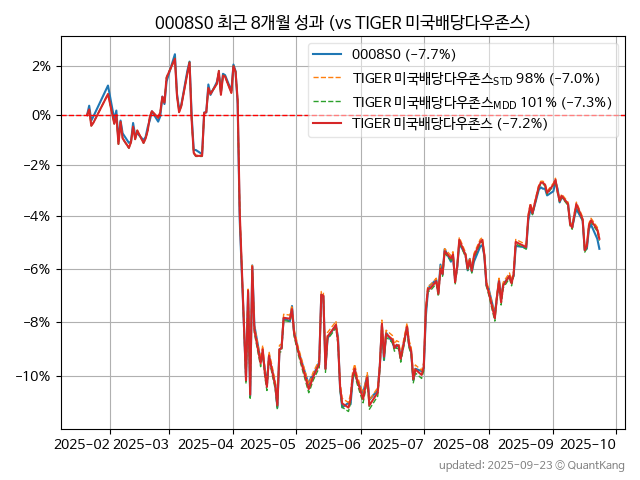 0008S0 최근 8개월 성과 (vs TIGER 미국배당다우존스)
0008S0 (−7.7%)
TIGER 미국배당다우존스STD 98% (−7.0%)
TIGER 미국배당다우존스MDD 101% (−7.3%)
TIGER 미국배당다우존스 (−7.2%)
2%
0%
−2%
−4%
−6%
−8%
−10%
2025-02 2025-03 2025-04 2025-05 2025-06 2025-07 2025-08 2025-09 2025-10
updated: 2025-09-23 ⓒ QuantKang